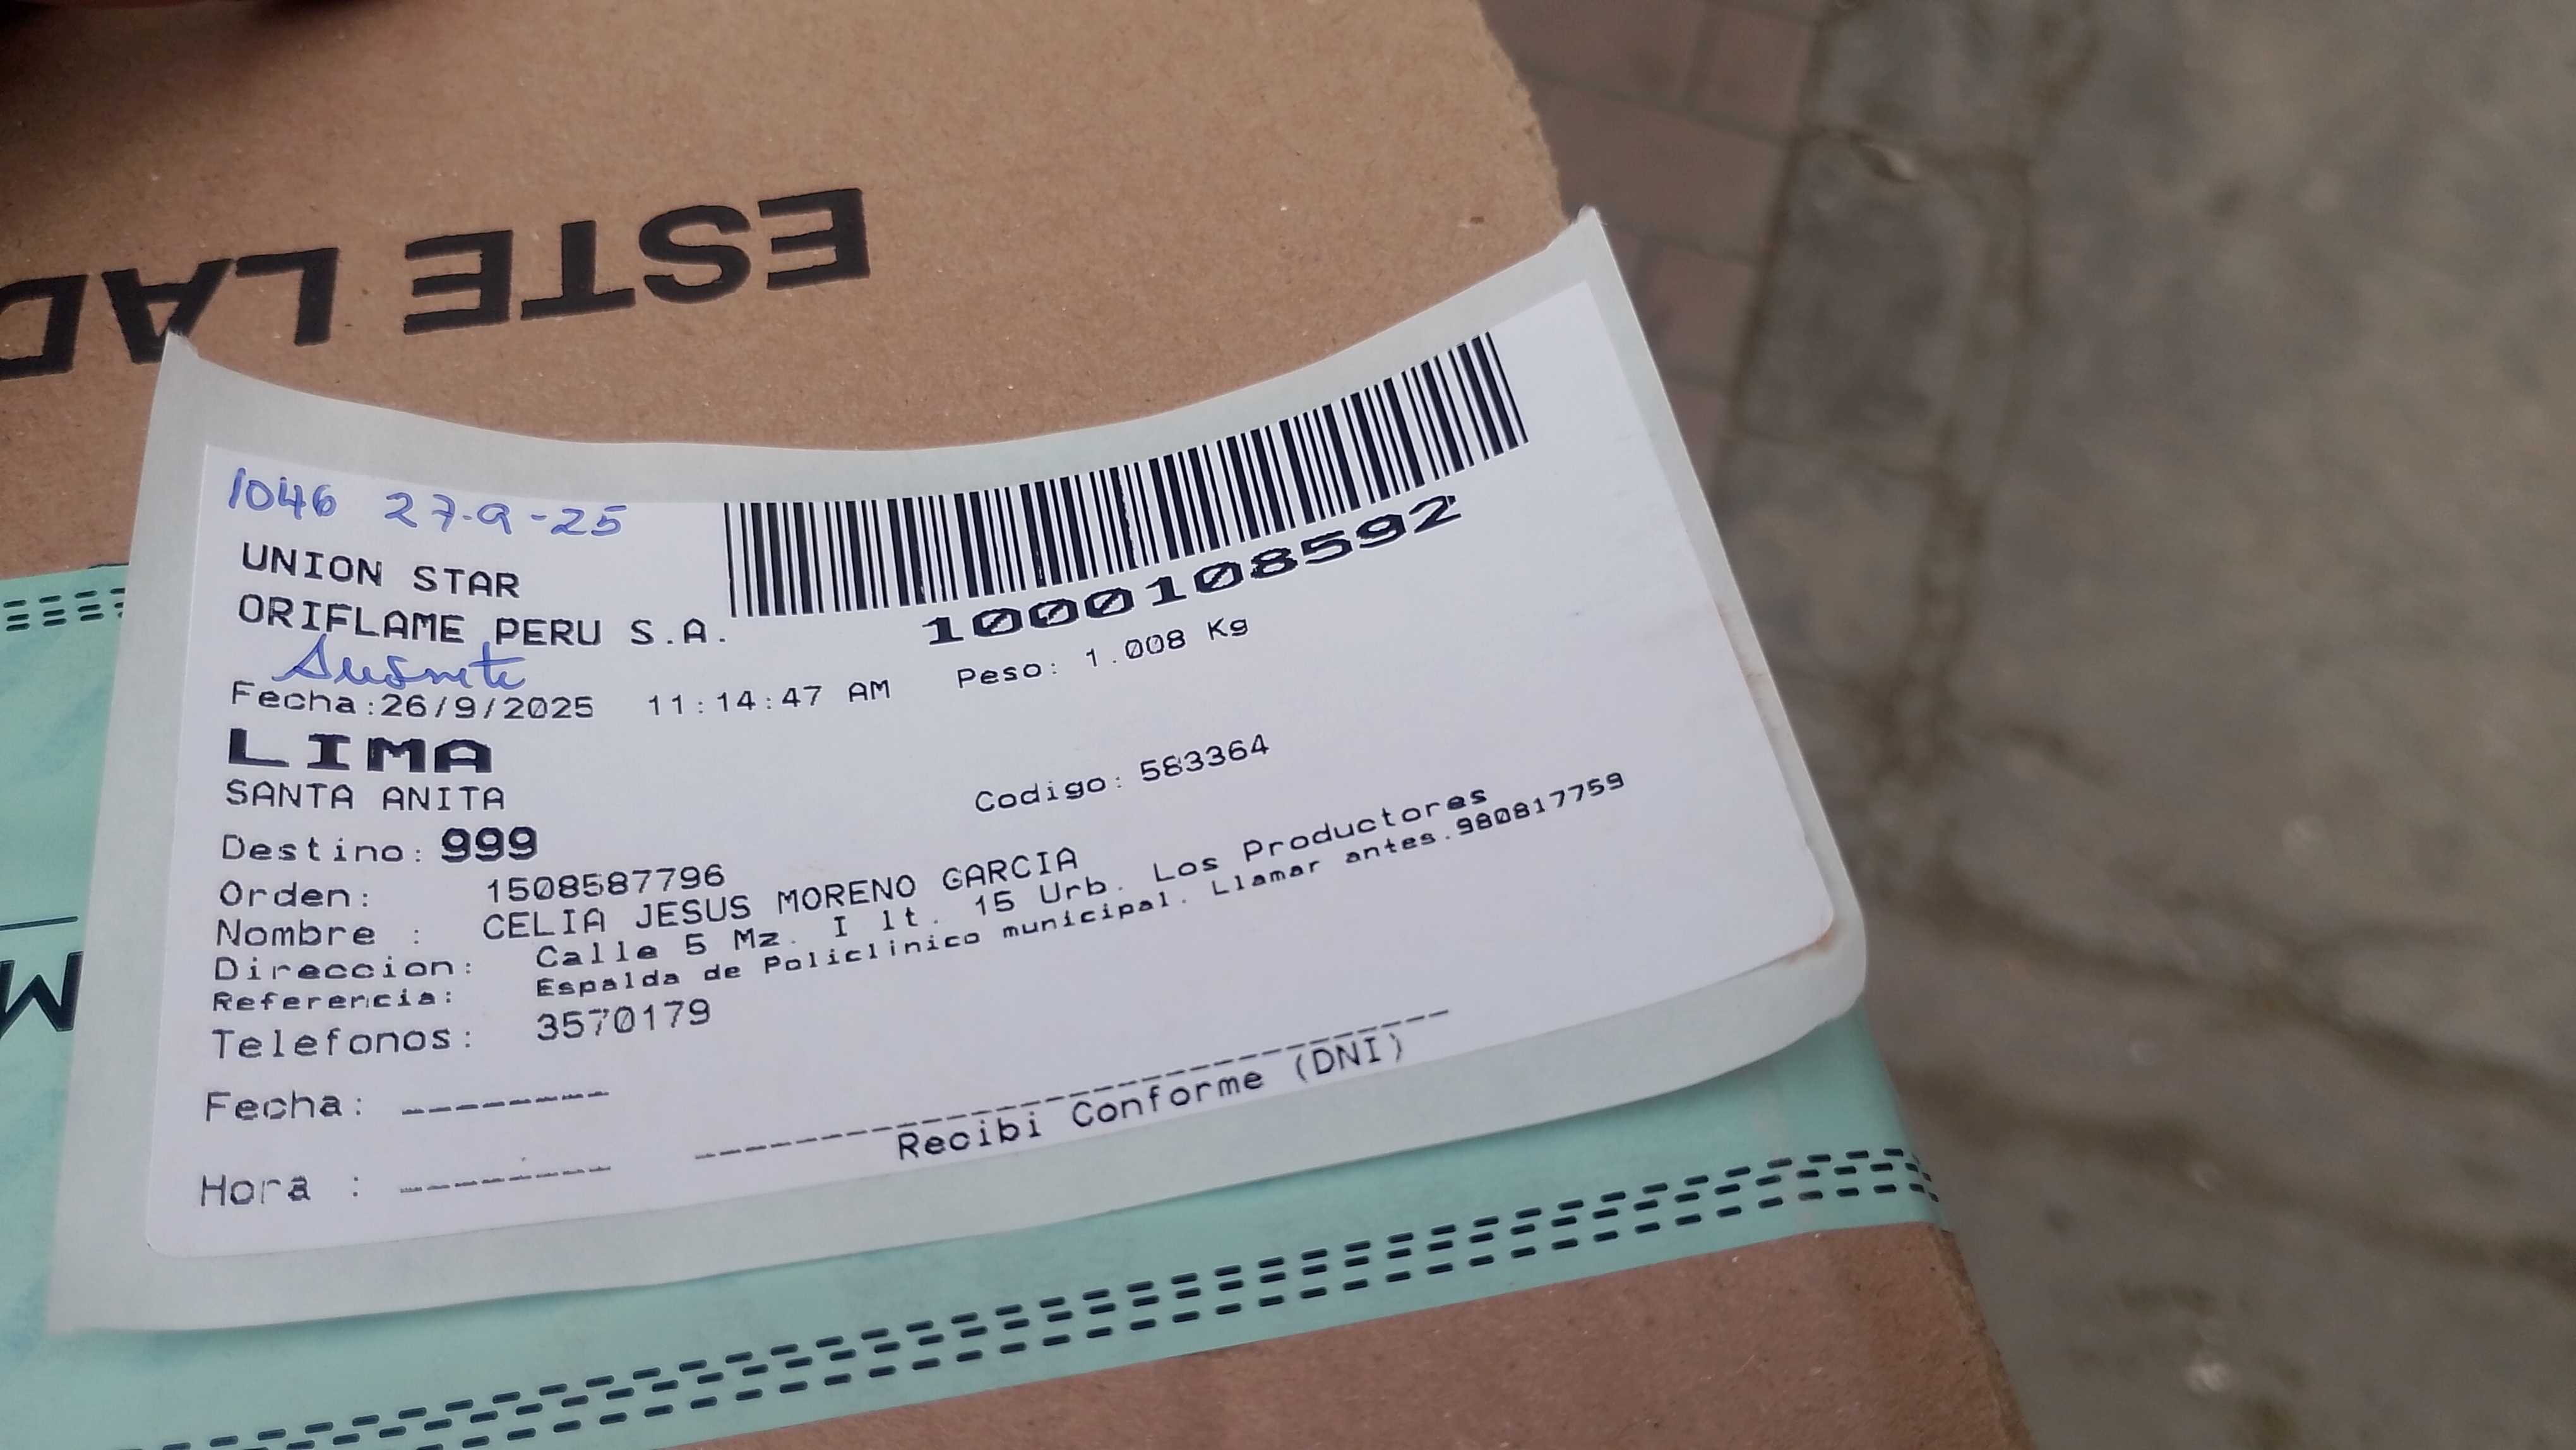 ESTE LAD
1046 27-9-25
UNION STAR
ORIFLAME PERU S.A.
1000108592
Fecha:26/9/2025 11:14:47 AM Peso: 1.008 Kg
LIMA
SANTA ANITA
Codigo: 583364
Destino: 999
Orden: 1508587796
Nombre : CELIA JESUS MORENO GARCIA
Direccion: Calle 5 Mz. I lt. 15 Urb. Los Productores
Referencia: Espalda de Policlinico municipal. Llamar antes.980817759
Telefonos: 3570179
Fecha: --------
Recibi Conforme (DNI)
Hora : --------
M